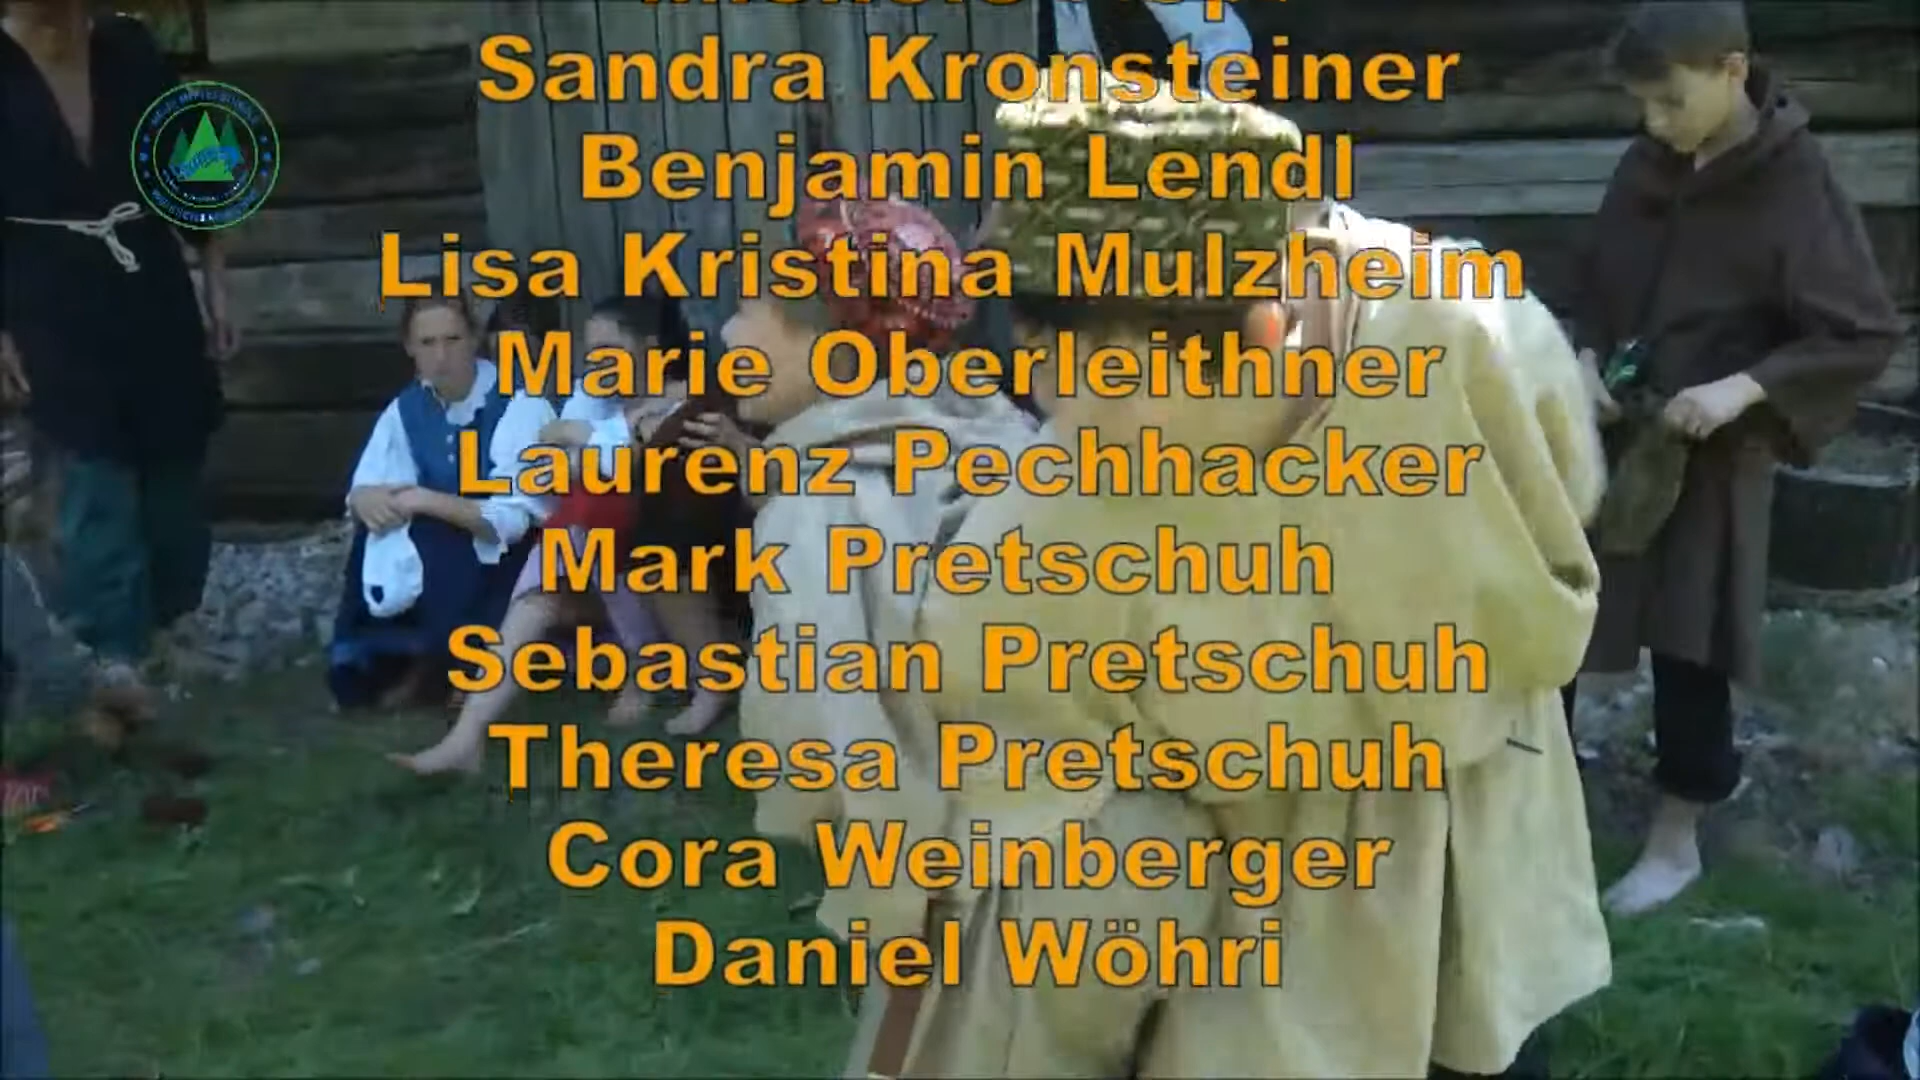 Sandra Kronsteiner
Benjamin Lendl
Lisa Kristina Mulzheim
Marie Oberleithner
Laurenz Pechhacker
Mark Pretschuh
Sebastian Pretschuh
Theresa Pretschuh
Cora Weinberger
Daniel Wöhri